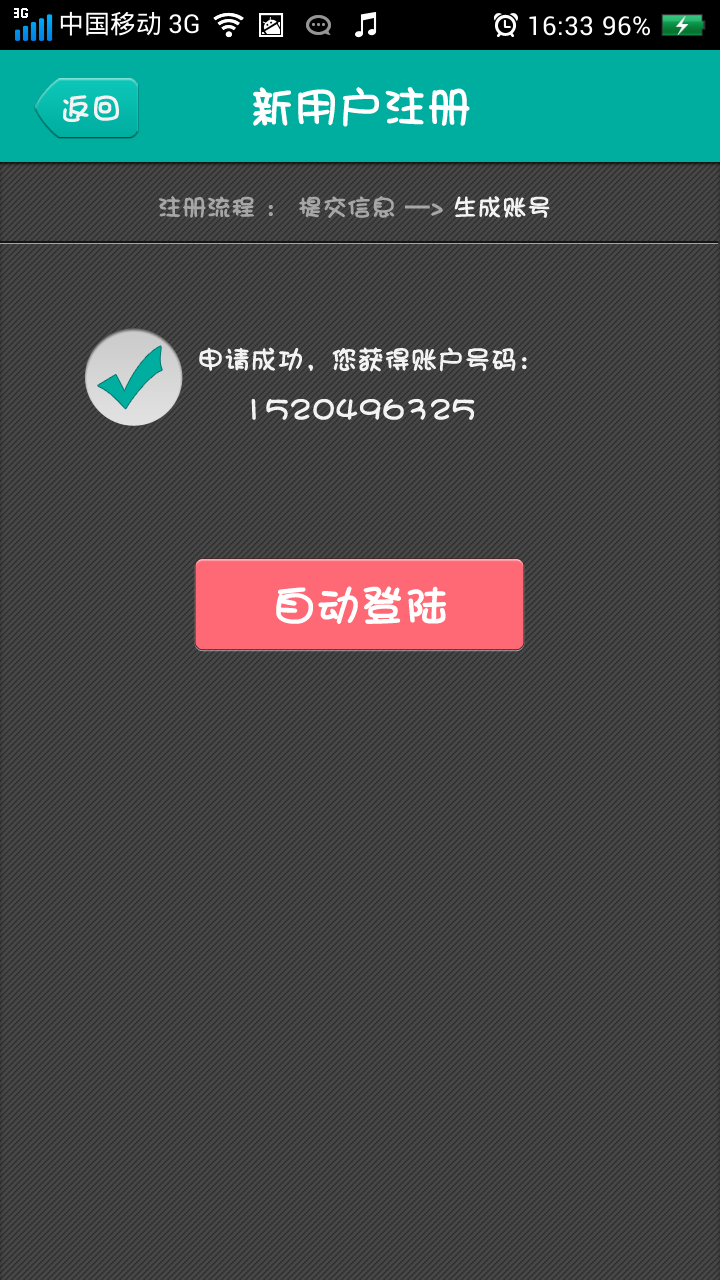 3G 中国移动 3G 16:33 96%
返回 新用户注册
注册流程： 提交信息 —> 生成账号
申请成功，您获得账户号码：
1520496325
自动登陆